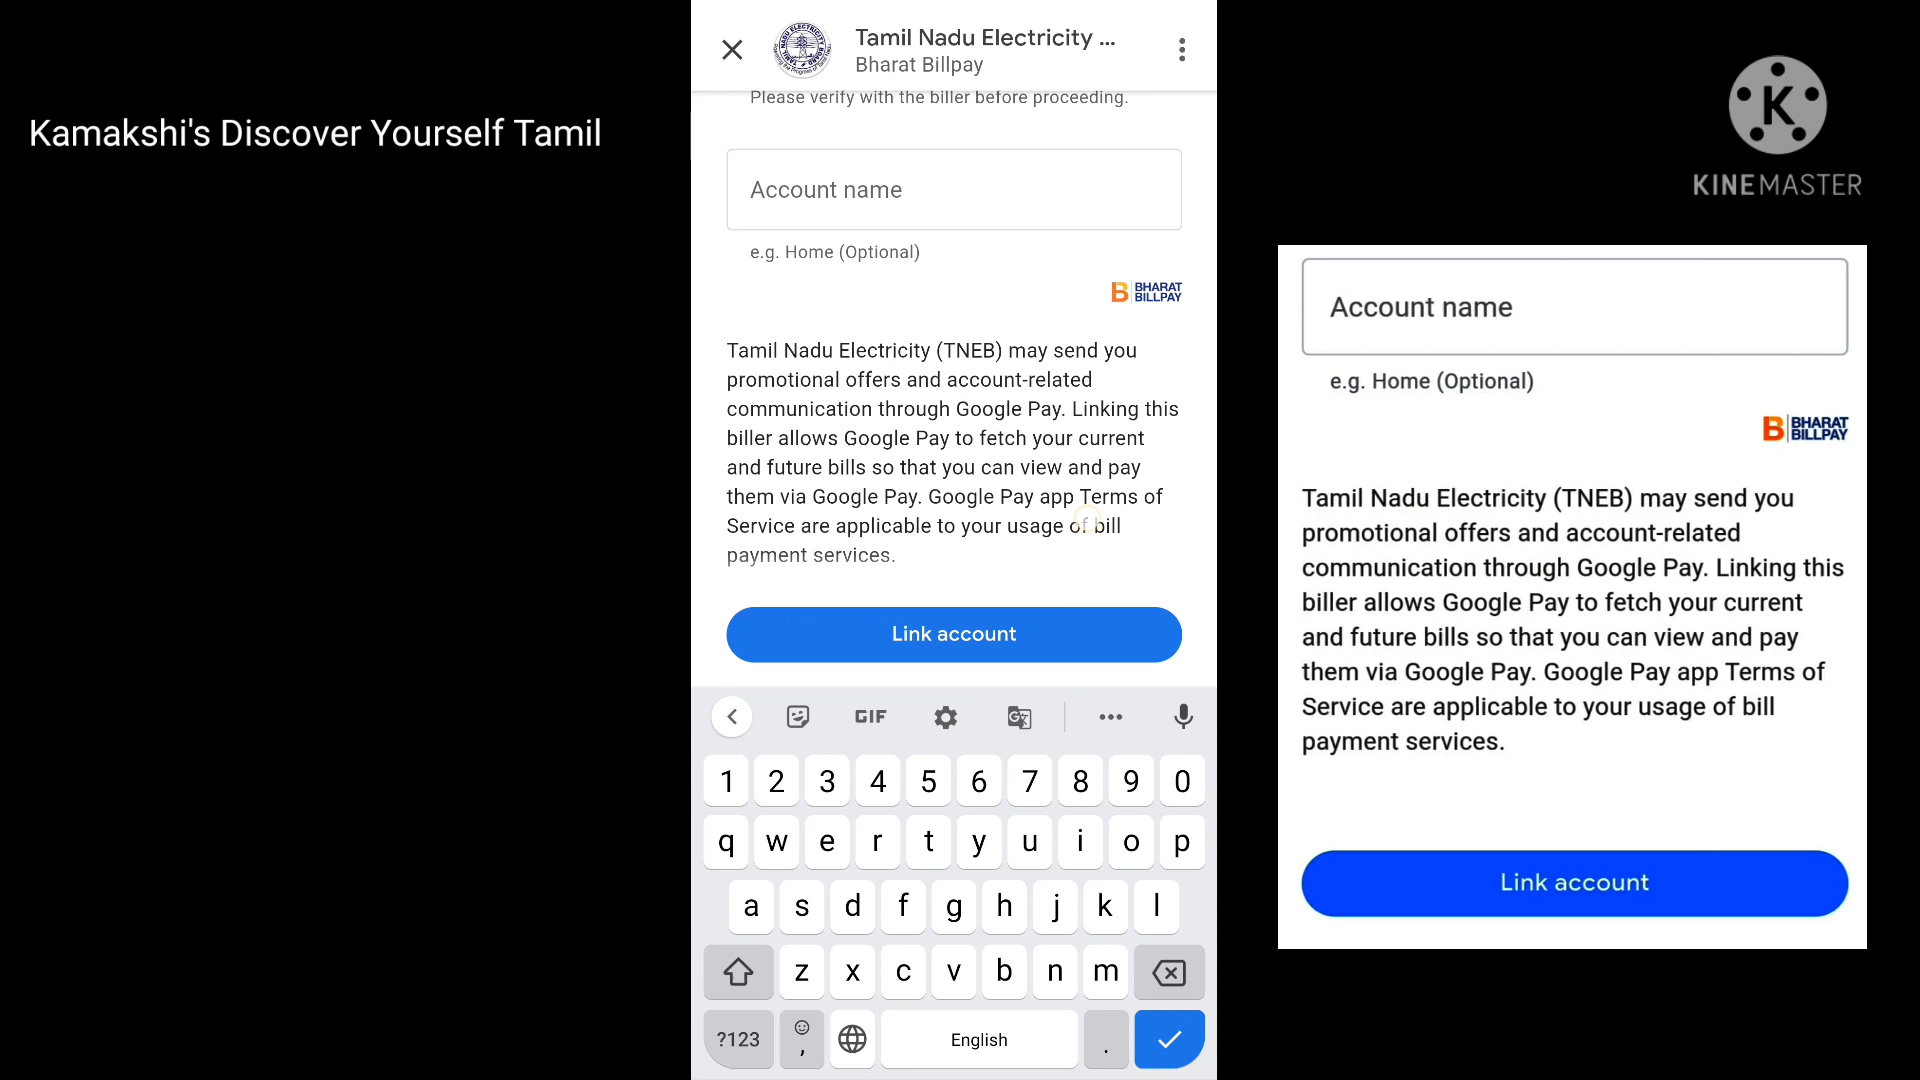 Kamakshi's Discover Yourself Tamil
Tamil Nadu Electricity ...
Bharat Billpay
Please verify with the biller before proceeding.
Account name
e.g. Home (Optional)
B BHARAT
BILLPAY
Tamil Nadu Electricity (TNEB) may send you
promotional offers and account-related
communication through Google Pay. Linking this
biller allows Google Pay to fetch your current
and future bills so that you can view and pay
them via Google Pay. Google Pay app Terms of
Service are applicable to your usage of bill
payment services.
Link account
GIF
1 2 3 4 5 6 7 8 9 0
q w e r t y u i o p
a s d f g h j k l
z x c v b n m
?123 , English .
K
KINEMASTER
Account name
e.g. Home (Optional)
B BHARAT
BILLPAY
Tamil Nadu Electricity (TNEB) may send you
promotional offers and account-related
communication through Google Pay. Linking this
biller allows Google Pay to fetch your current
and future bills so that you can view and pay
them via Google Pay. Google Pay app Terms of
Service are applicable to your usage of bill
payment services.
Link account